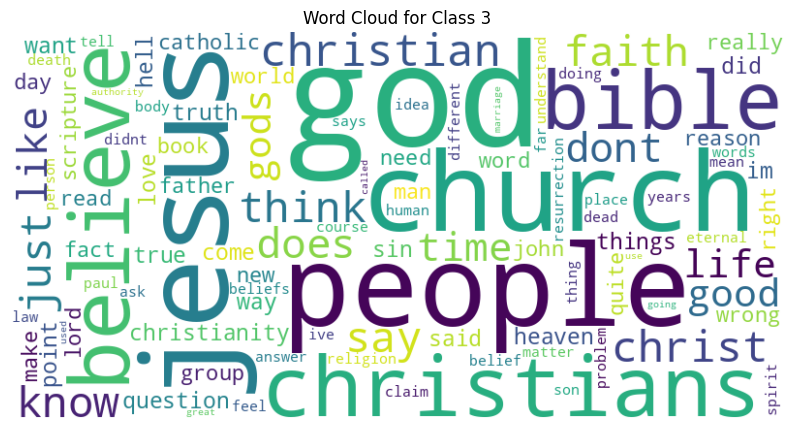 Word Cloud for Class 3
want
tell
death
day
authority
hell
catholic
christian
faith
really
did
body
world
idea
says
doing
understand
marriage
different
far
bible
god
gods
jesus
believe
like
just
scripture
person
didnt
truth
book
love
father
read
fact
true
paul
ask
beliefs
law
used
make
point
lord
know
come
new
way
christianity
need
word
man
human
called
course
think
church
dont
reason
words
mean
im
resurrection
place
years
dead
right
does
sin
time
john
things
eternal
use
quite
life
good
wrong
people
thing
going
say
said
ive
heaven
christ
answer
religion
belief
matter
problem
group
question
feel
great
claim
son
christians
spirit